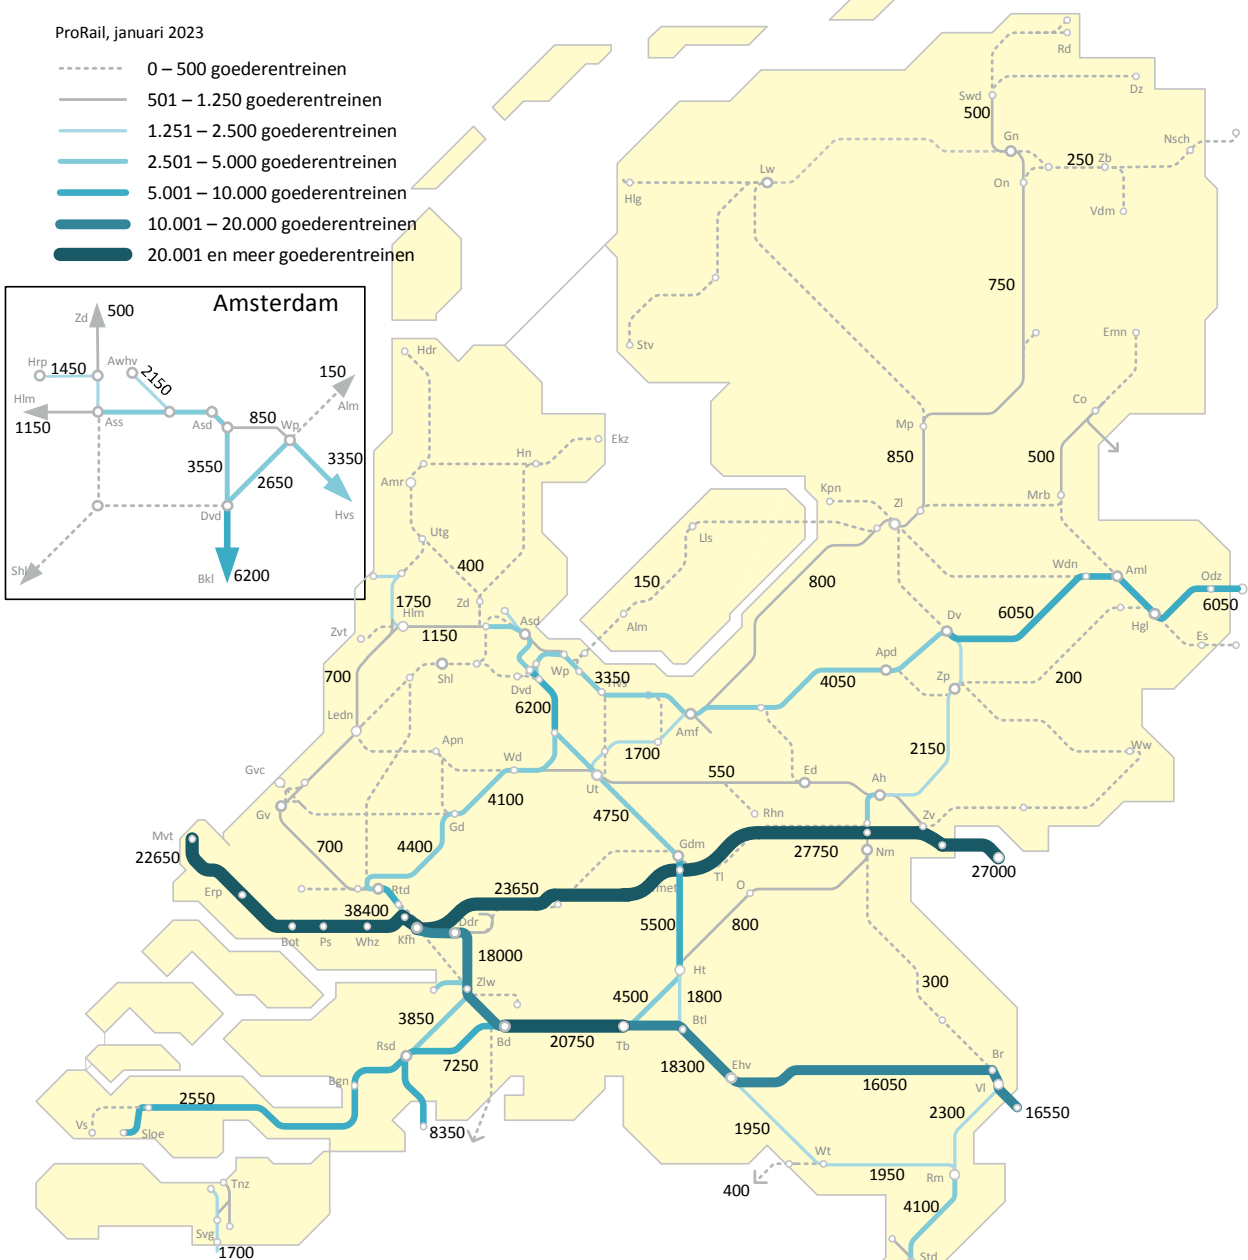 ProRail, januari 2023
0 – 500 goederentreinen
501 – 1.250 goederentreinen
1.251 – 2.500 goederentreinen
2.501 – 5.000 goederentreinen
5.001 – 10.000 goederentreinen
10.001 – 20.000 goederentreinen
20.001 en meer goederentreinen
Amsterdam
Zd
500
Hrp
1450
Awhv
2150
150
Alm
Hlm
1150
Ass
Asd
850
Wp
3550
2650
3350
Dvd
Hvs
Shl
Bkl
6200
Rd
Dz
Swd
500
Gn
250
Zb
Nsch
On
Vdm
Lw
Hlg
750
Stv
Emn
Hdr
Co
Mp
Ekz
Hn
850
500
Amr
Kpn
Zl
Mrb
Utg
Lls
400
Wdn
Aml
Odz
150
800
1750
Zd
6050
6050
Hlm
Asd
Alm
Dv
Hgl
Zvt
1150
Es
Wp
Apd
700
Shl
3350
Hvs
4050
Zp
200
Dvd
6200
Ledn
Amf
Apn
1700
2150
Ww
Wd
Gvc
550
Ed
Ah
Ut
4100
Gv
4750
Rhn
Zv
Mvt
Gd
22650
700
4400
Gdm
27750
Nm
27000
Erp
Rtd
23650
met
Tl
O
38400
Ddr
5500
800
Bot
Ps
Whz
Kfh
18000
Ht
300
Zlw
4500
1800
3850
Btl
Rsd
Bd
20750
Tb
7250
18300
Ehv
Br
Bgn
16050
Vl
2550
2300
16550
Vs
Sloe
8350
1950
Wt
1950
Rm
Tnz
400
4100
Svg
1700
Std